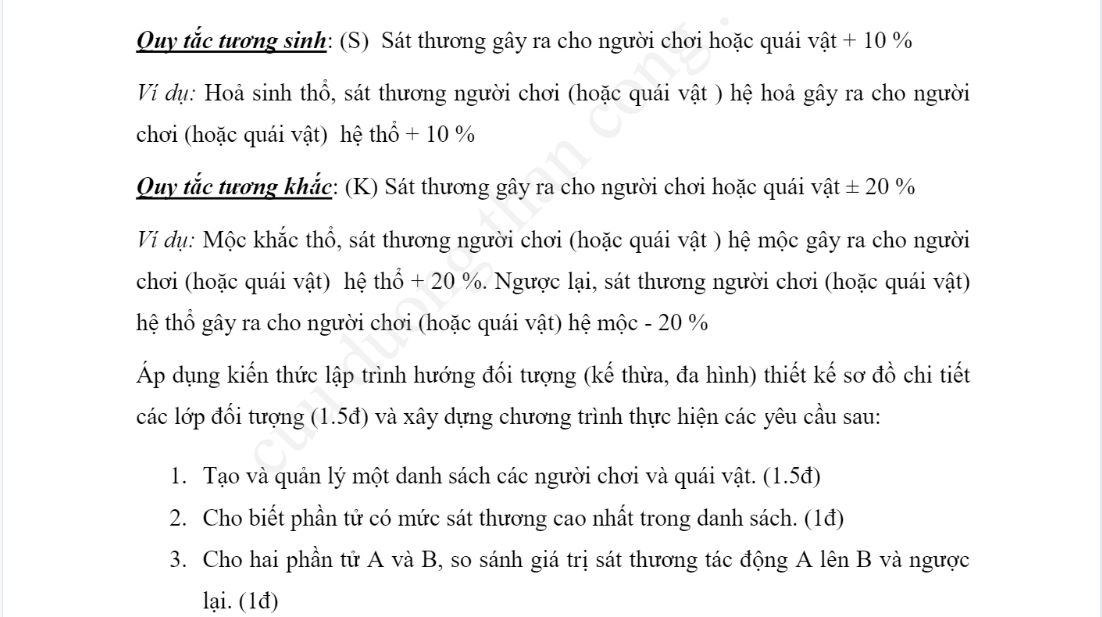 Quy tắc tương sinh: (S) Sát thương gây ra cho người chơi hoặc quái vật + 10 %
Ví dụ: Hoả sinh thổ, sát thương người chơi (hoặc quái vật ) hệ hoả gây ra cho người
chơi (hoặc quái vật) hệ thổ + 10 %
Quy tắc tương khắc: (K) Sát thương gây ra cho người chơi hoặc quái vật ± 20 %
Ví dụ: Mộc khắc thổ, sát thương người chơi (hoặc quái vật ) hệ mộc gây ra cho người
chơi (hoặc quái vật) hệ thổ + 20 %. Ngược lại, sát thương người chơi (hoặc quái vật)
hệ thổ gây ra cho người chơi (hoặc quái vật) hệ mộc - 20 %
Áp dụng kiến thức lập trình hướng đối tượng (kế thừa, đa hình) thiết kế sơ đồ chi tiết
các lớp đối tượng (1.5đ) và xây dựng chương trình thực hiện các yêu cầu sau:
1. Tạo và quản lý một danh sách các người chơi và quái vật. (1.5đ)
2. Cho biết phần tử có mức sát thương cao nhất trong danh sách. (1đ)
3. Cho hai phần tử A và B, so sánh giá trị sát thương tác động A lên B và ngược
lại. (1đ)
cuu duong than cong .